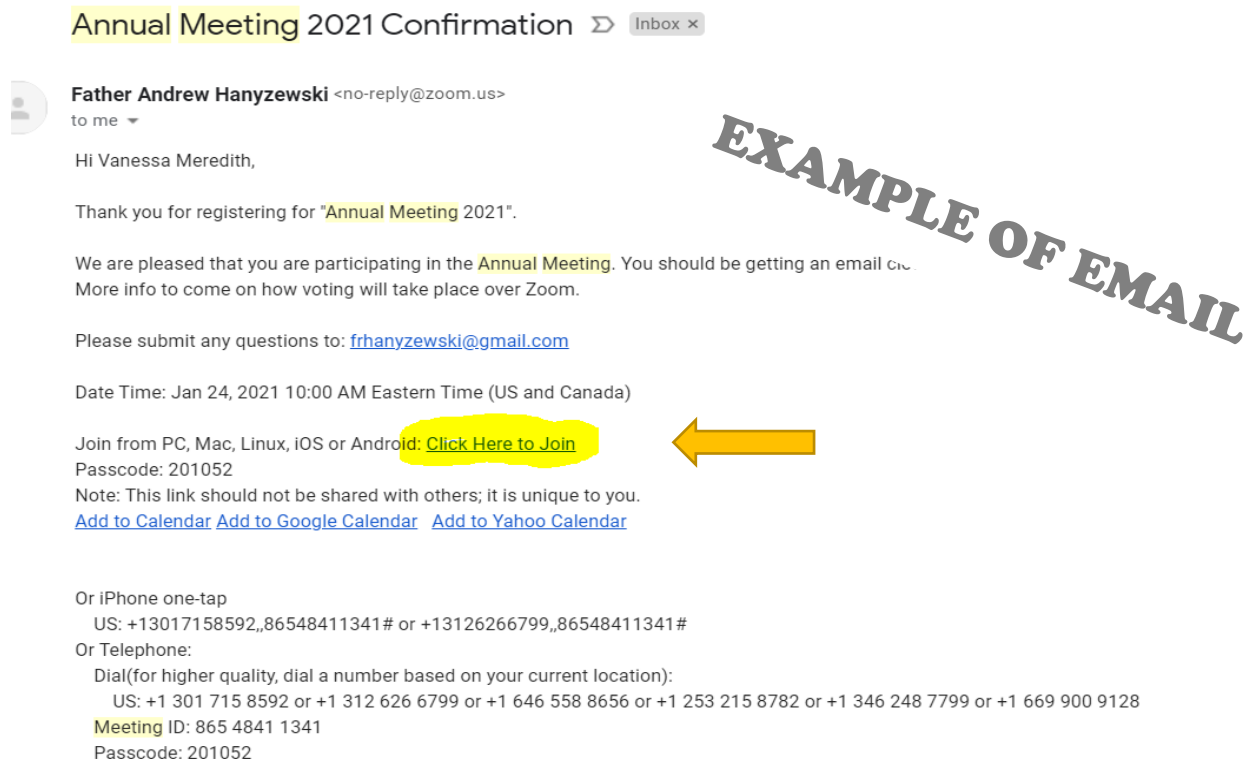 Annual Meeting 2021 Confirmation Inbox ×
Father Andrew Hanyzewski <no-reply@zoom.us>
to me
EXAMPLE OF EMAIL
Hi Vanessa Meredith,
Thank you for registering for "Annual Meeting 2021".
We are pleased that you are participating in the Annual Meeting. You should be getting an email
More info to come on how voting will take place over Zoom.
Please submit any questions to: frhanyzewski@gmail.com
Date Time: Jan 24, 2021 10:00 AM Eastern Time (US and Canada)
Join from PC, Mac, Linux, iOS or Android: Click Here to Join
Passcode: 201052
Note: This link should not be shared with others; it is unique to you.
Add to Calendar Add to Google Calendar Add to Yahoo Calendar
Or iPhone one-tap
US: +13017158592,,86548411341# or +13126266799,,86548411341#
Or Telephone:
Dial(for higher quality, dial a number based on your current location):
US: +1 301 715 8592 or +1 312 626 6799 or +1 646 558 8656 or +1 253 215 8782 or +1 346 248 7799 or +1 669 900 9128
Meeting ID: 865 4841 1341
Passcode: 201052